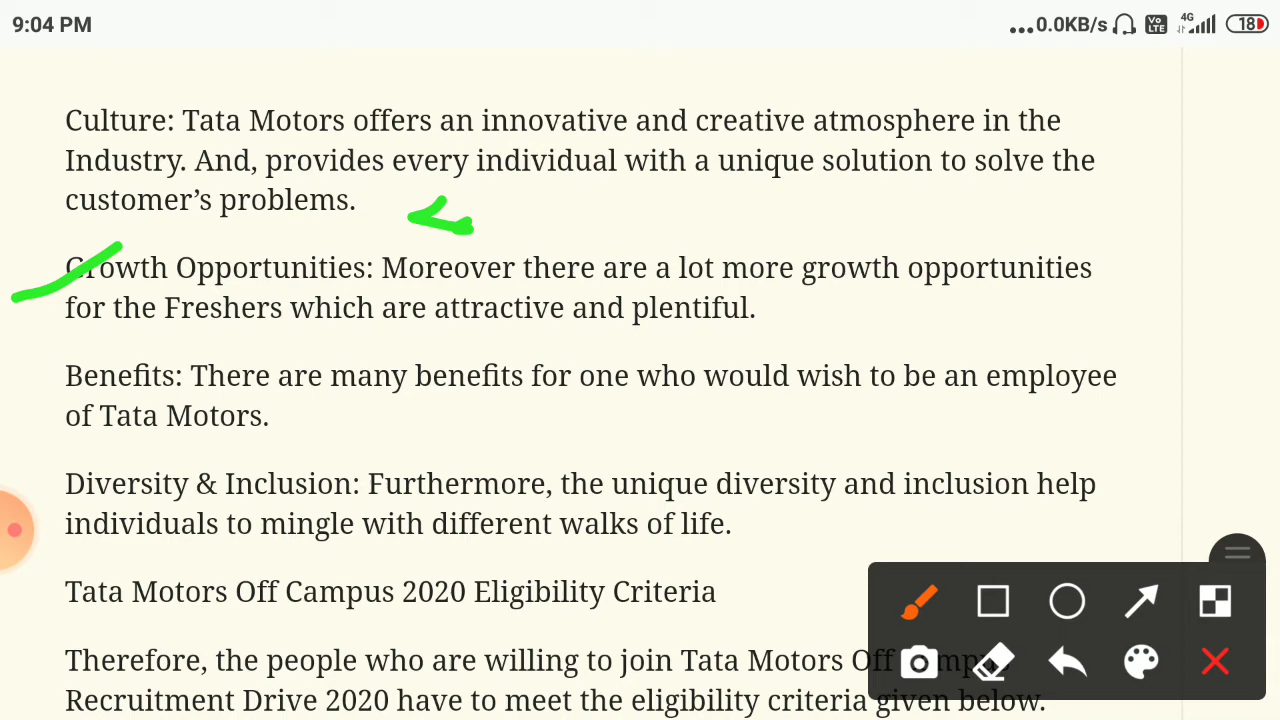 9:04 PM
...0.0KB/s Vo LTE 4G 18
Culture: Tata Motors offers an innovative and creative atmosphere in the
Industry. And, provides every individual with a unique solution to solve the
customer’s problems.
Growth Opportunities: Moreover there are a lot more growth opportunities
for the Freshers which are attractive and plentiful.
Benefits: There are many benefits for one who would wish to be an employee
of Tata Motors.
Diversity & Inclusion: Furthermore, the unique diversity and inclusion help
individuals to mingle with different walks of life.
Tata Motors Off Campus 2020 Eligibility Criteria
Therefore, the people who are willing to join Tata Motors Off Campus
Recruitment Drive 2020 have to meet the eligibility criteria given below.